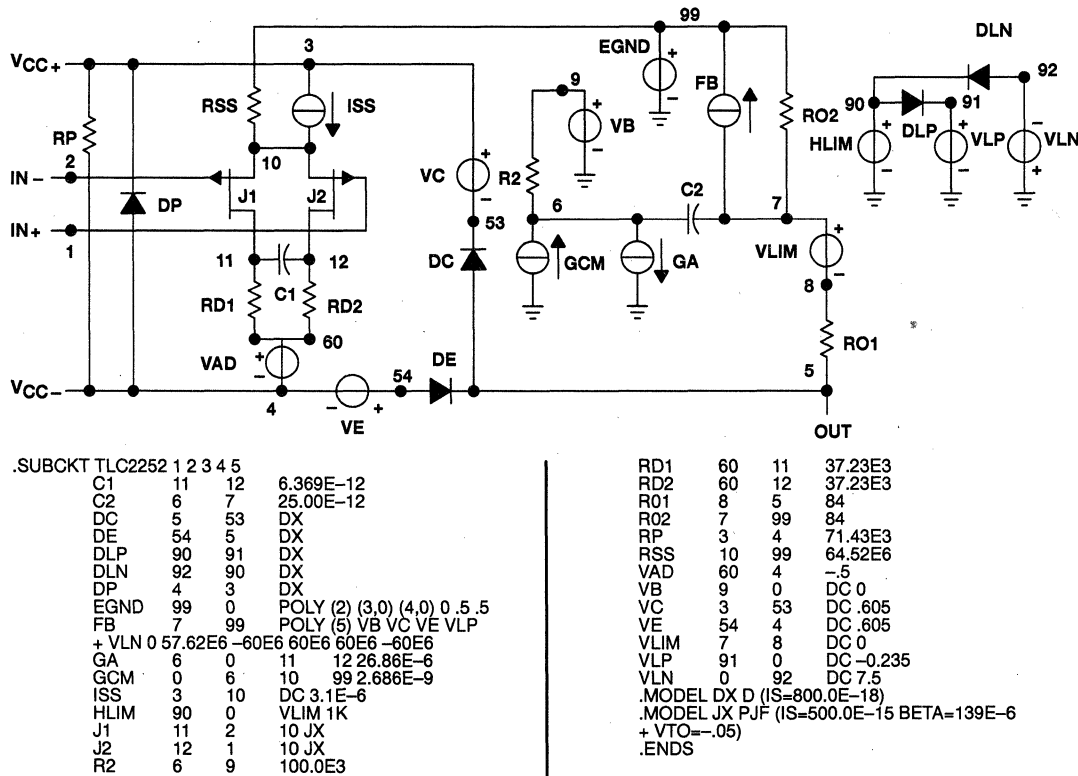 99
3
EGND
+
−
FB
DLN
92
VCC+
RSS
ISS
9
VB
+
−
RO2
90
91
HLIM
+
−
DLP
+
−
VLP
−
+
VLN
RP
2
IN −
10
J1
J2
VC
+
−
R2
C2
DP
53
6
7
IN +
1
11
12
C1
DC
GCM
GA
VLIM
+
−
8
RD1
RD2
60
VAD
+
−
DE
RO1
5
VCC−
4
−
+
VE
54
OUT
.SUBCKT TLC2252 1 2 3 4 5
C1 11 12 6.369E−12
C2 6 7 25.00E−12
DC 5 53 DX
DE 54 5 DX
DLP 90 91 DX
DLN 92 90 DX
DP 4 3 DX
EGND 99 0 POLY (2) (3,0) (4,0) 0 .5 .5
FB 7 99 POLY (5) VB VC VE VLP
+ VLN 0 57.62E6 −60E6 60E6 60E6 −60E6
GA 6 0 11 12 26.86E−6
GCM 0 6 10 99 2.686E−9
ISS 3 10 DC 3.1E−6
HLIM 90 0 VLIM 1K
J1 11 2 10 JX
J2 12 1 10 JX
R2 6 9 100.0E3
RD1 60 11 37.23E3
RD2 60 12 37.23E3
R01 8 5 84
R02 7 99 84
RP 3 4 71.43E3
RSS 10 99 64.52E6
VAD 60 4 −.5
VB 9 0 DC 0
VC 3 53 DC .605
VE 54 4 DC .605
VLIM 7 8 DC 0
VLP 91 0 DC −0.235
VLN 0 92 DC 7.5
.MODEL DX D (IS=800.0E−18)
.MODEL JX PJF (IS=500.0E−15 BETA=139E−6
+ VTO=−.05)
.ENDS